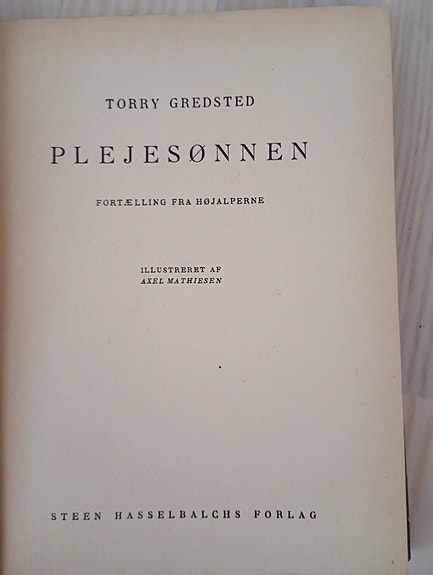 TORRY GREDSTED
PLEJESØNNEN
FORTÆLLING FRA HØJALPERNE
ILLUSTRERET AF
AXEL MATHIESEN
STEEN HASSELBALCHS FORLAG